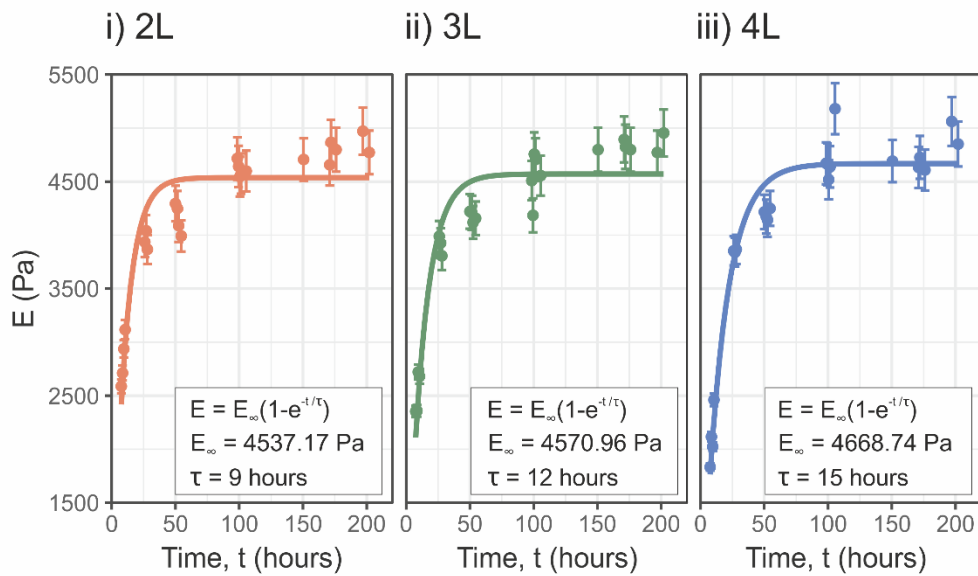 i) 2L
ii) 3L
iii) 4L
E (Pa)
5500
4500
3500
2500
1500
E = E∞(1-e^-t/τ)
E∞ = 4537.17 Pa
τ = 9 hours
E = E∞(1-e^-t/τ)
E∞ = 4570.96 Pa
τ = 12 hours
E = E∞(1-e^-t/τ)
E∞ = 4668.74 Pa
τ = 15 hours
0 50 100 150 200
0 50 100 150 200
0 50 100 150 200
Time, t (hours)
Time, t (hours)
Time, t (hours)